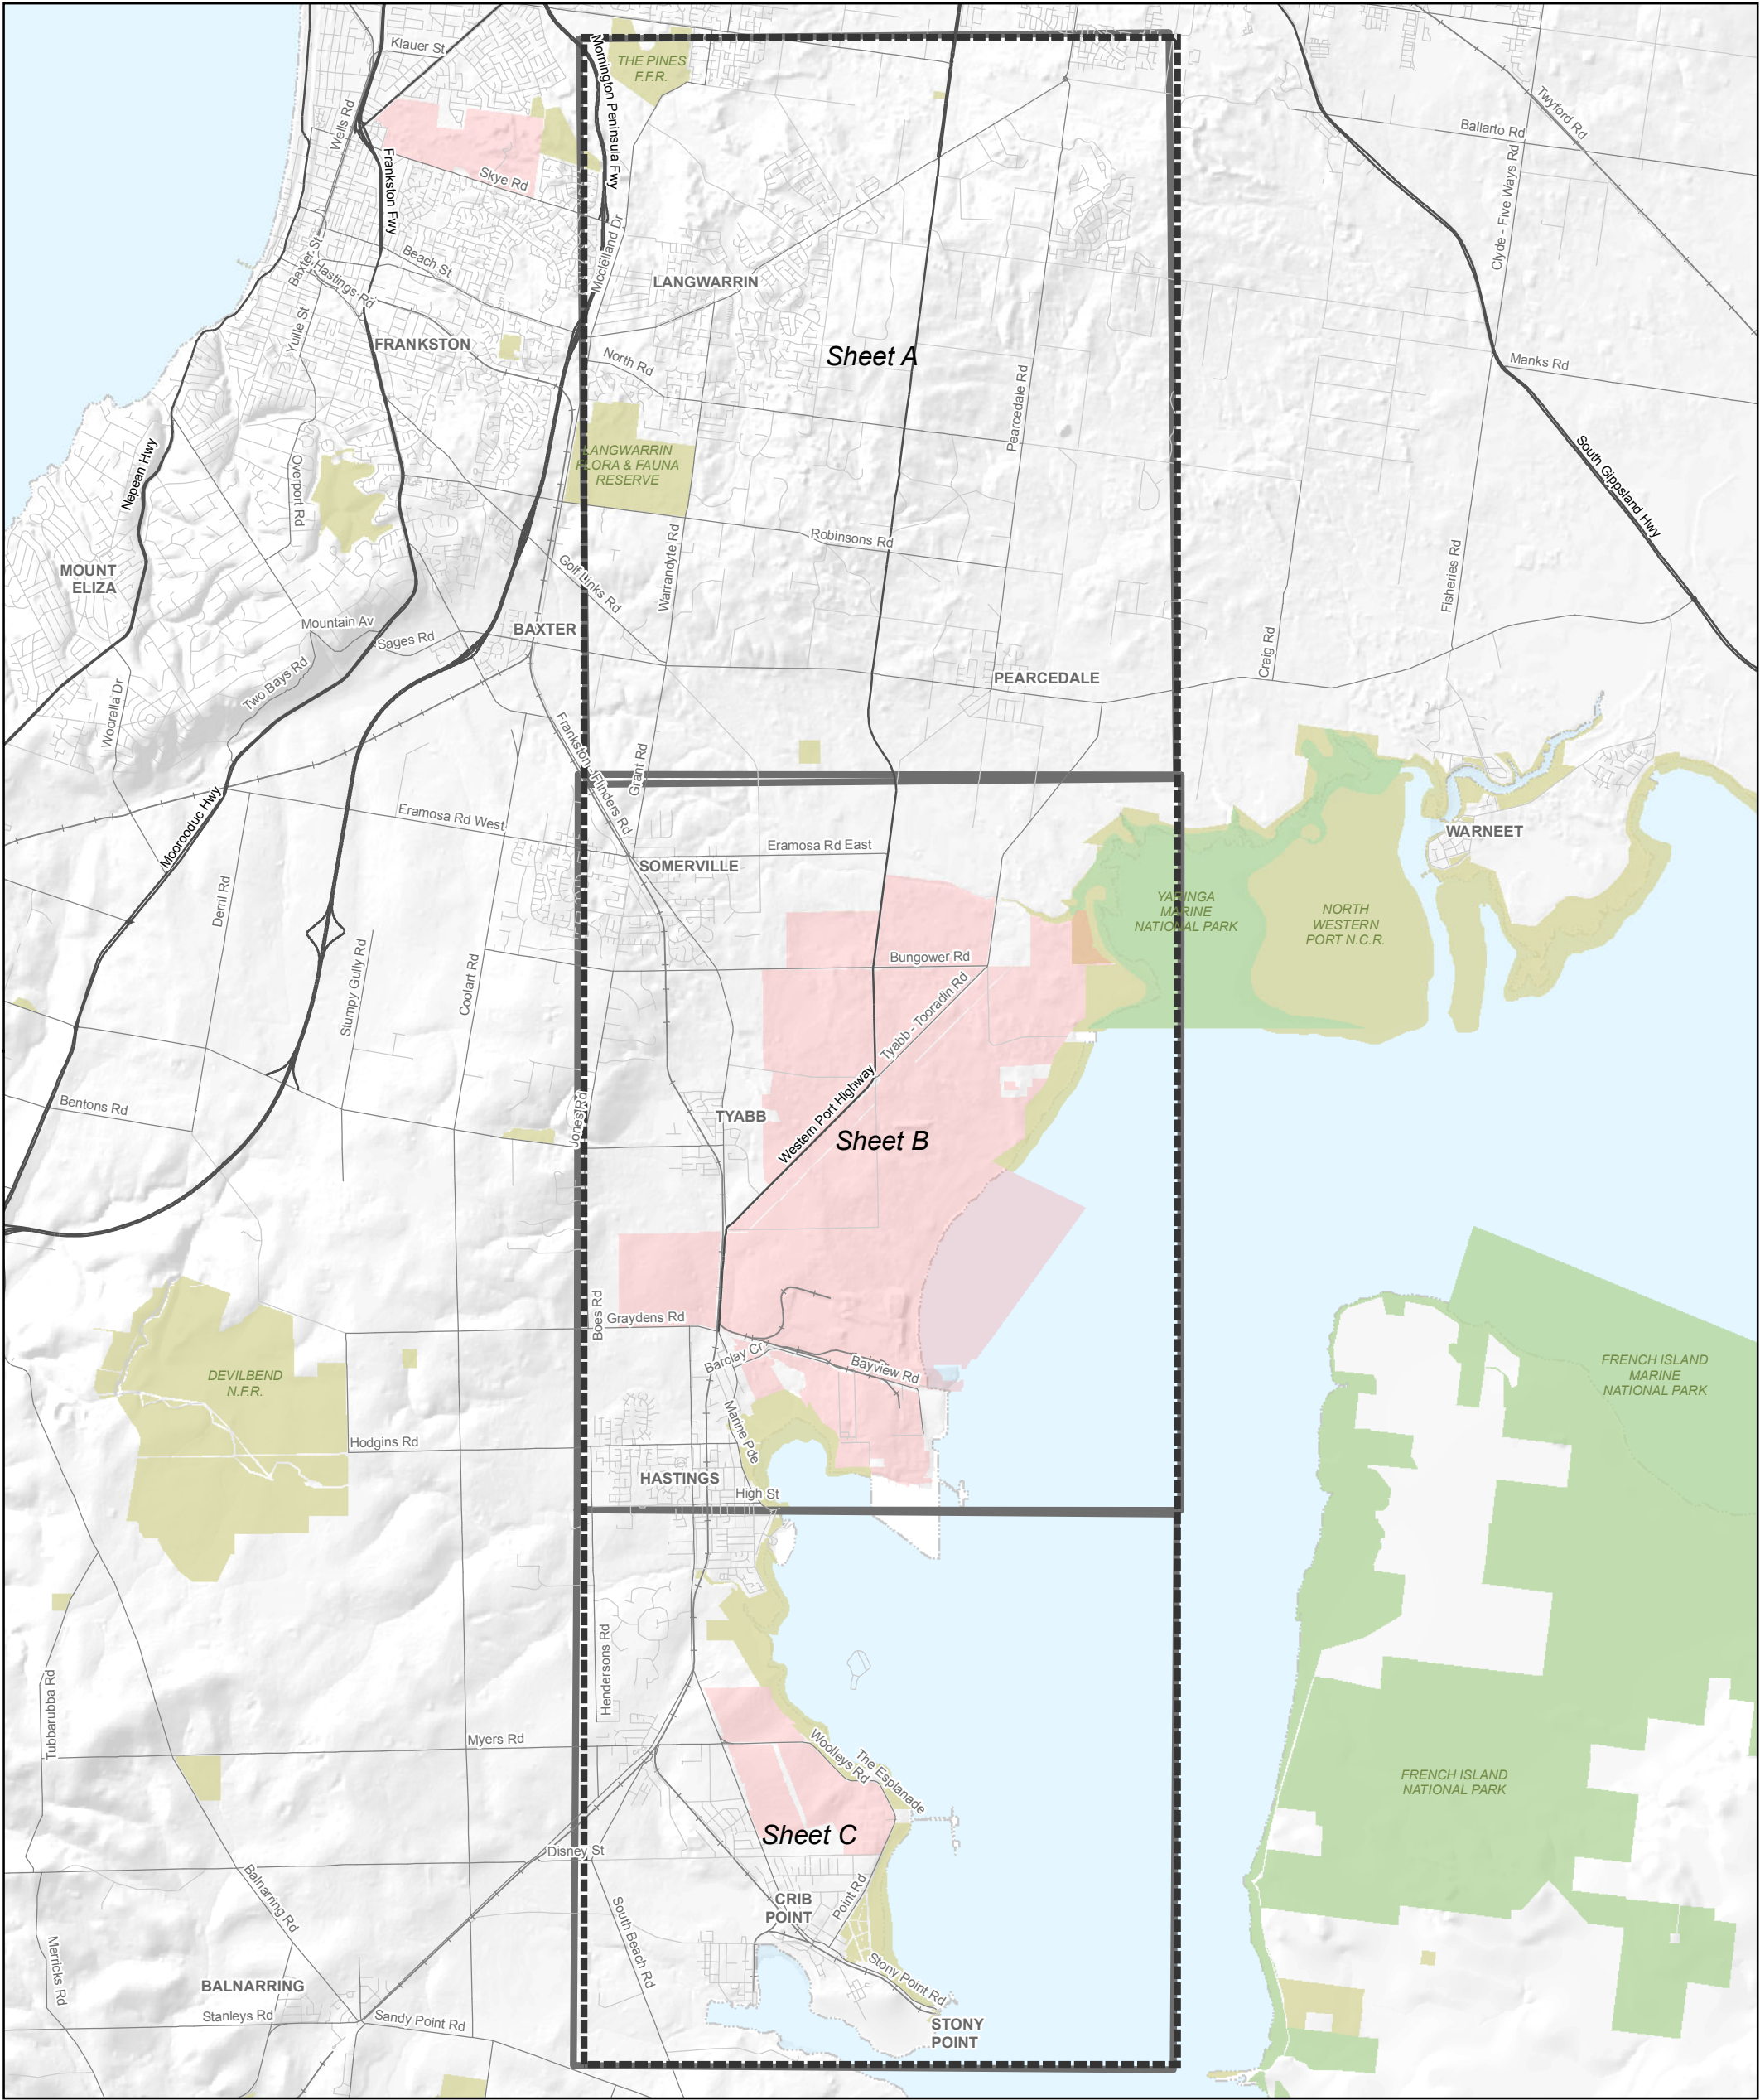 Klauer St
THE PINES
F.F.R.
Mornington Peninsula Fwy
Wells Rd
Twyford Rd
Ballarto Rd
Frankston Fwy
Skye Rd
Clyde - Five Ways Rd
Mcclelland Dr
Baxter St
Beach St
Hastings Rd
LANGWARRIN
Yuille St
FRANKSTON
Sheet A
North Rd
Manks Rd
Pearcedale Rd
Nepean Hwy
LANGWARRIN
FLORA & FAUNA
RESERVE
Overport Rd
South Gippsland Hwy
Robinsons Rd
Warrandyte Rd
Golf Links Rd
Fisheries Rd
MOUNT
ELIZA
Mountain Av
Sages Rd
BAXTER
Craig Rd
Two Bays Rd
PEARCEDALE
Wooralla Dr
Frankston - Flinders Rd
Grant Rd
Moorooduc Hwy
Eramosa Rd West
Eramosa Rd East
SOMERVILLE
WARNEET
Derril Rd
YARINGA
MARINE
NATIONAL PARK
NORTH
WESTERN
PORT N.C.R.
Stumpy Gully Rd
Coolart Rd
Bungower Rd
Tyabb - Tooradin Rd
Bentons Rd
Jones Rd
TYABB
Western Port Highway
Sheet B
Boes Rd
Graydens Rd
Barclay Cr
Bayview Rd
DEVILBEND
N.F.R.
FRENCH ISLAND
MARINE
NATIONAL PARK
Marine Pde
Hodgins Rd
HASTINGS
High St
Hendersons Rd
Tubbarubba Rd
Myers Rd
Woolleys Rd
The Esplanade
FRENCH ISLAND
NATIONAL PARK
Sheet C
Disney St
Balnarring Rd
CRIB
POINT
Point Rd
South Beach Rd
Merricks Rd
Stony Point Rd
BALNARRING
Stanleys Rd
Sandy Point Rd
STONY
POINT